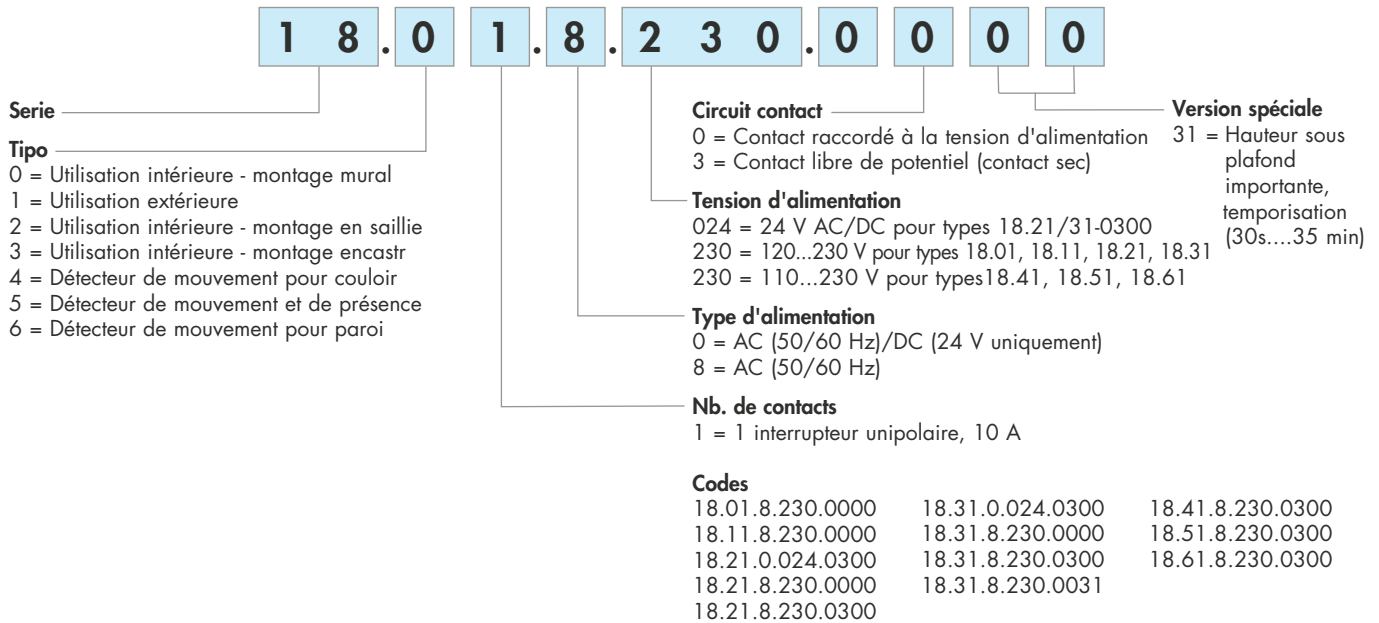 1 8.0 1.8.2 3 0.0 0 0 0
Serie
Tipo
0 = Utilisation intérieure - montage mural
1 = Utilisation extérieure
2 = Utilisation intérieure - montage en saillie
3 = Utilisation intérieure - montage encastr
4 = Détecteur de mouvement pour couloir
5 = Détecteur de mouvement et de présence
6 = Détecteur de mouvement pour paroi
Circuit contact
0 = Contact raccordé à la tension d'alimentation
3 = Contact libre de potentiel (contact sec)
Tension d'alimentation
024 = 24 V AC/DC pour types 18.21/31-0300
230 = 120...230 V pour types 18.01, 18.11, 18.21, 18.31
230 = 110...230 V pour types18.41, 18.51, 18.61
Type d'alimentation
0 = AC (50/60 Hz)/DC (24 V uniquement)
8 = AC (50/60 Hz)
Nb. de contacts
1 = 1 interrupteur unipolaire, 10 A
Version spéciale
31 = Hauteur sous
plafond
importante,
temporisation
(30s....35 min)
Codes
18.01.8.230.0000
18.11.8.230.0000
18.21.0.024.0300
18.21.8.230.0000
18.21.8.230.0300
18.31.0.024.0300
18.31.8.230.0000
18.31.8.230.0300
18.31.8.230.0031
18.41.8.230.0300
18.51.8.230.0300
18.61.8.230.0300